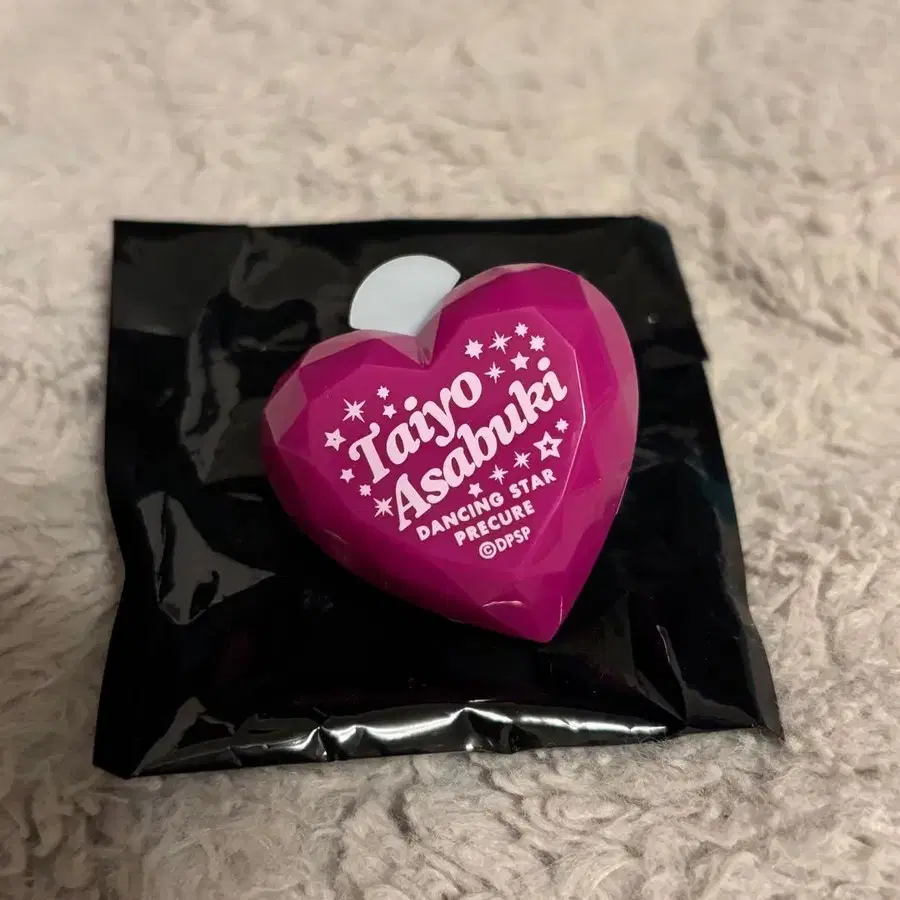 Taiyo
Asabuki
DANCING STAR
PRECURE
©DPSP